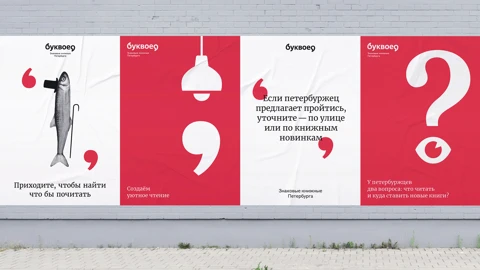 буквоед
Приходите, чтобы найти
что бы почитать
Создаём
уютное чтение
буквоед
Если петербуржец
предлагает пройтись,
уточните — по улице
или по книжным
новинкам
Знаковые книжные
Петербурга
буквоед
У петербуржцев
два вопроса: что читать
и куда ставить новые книги?